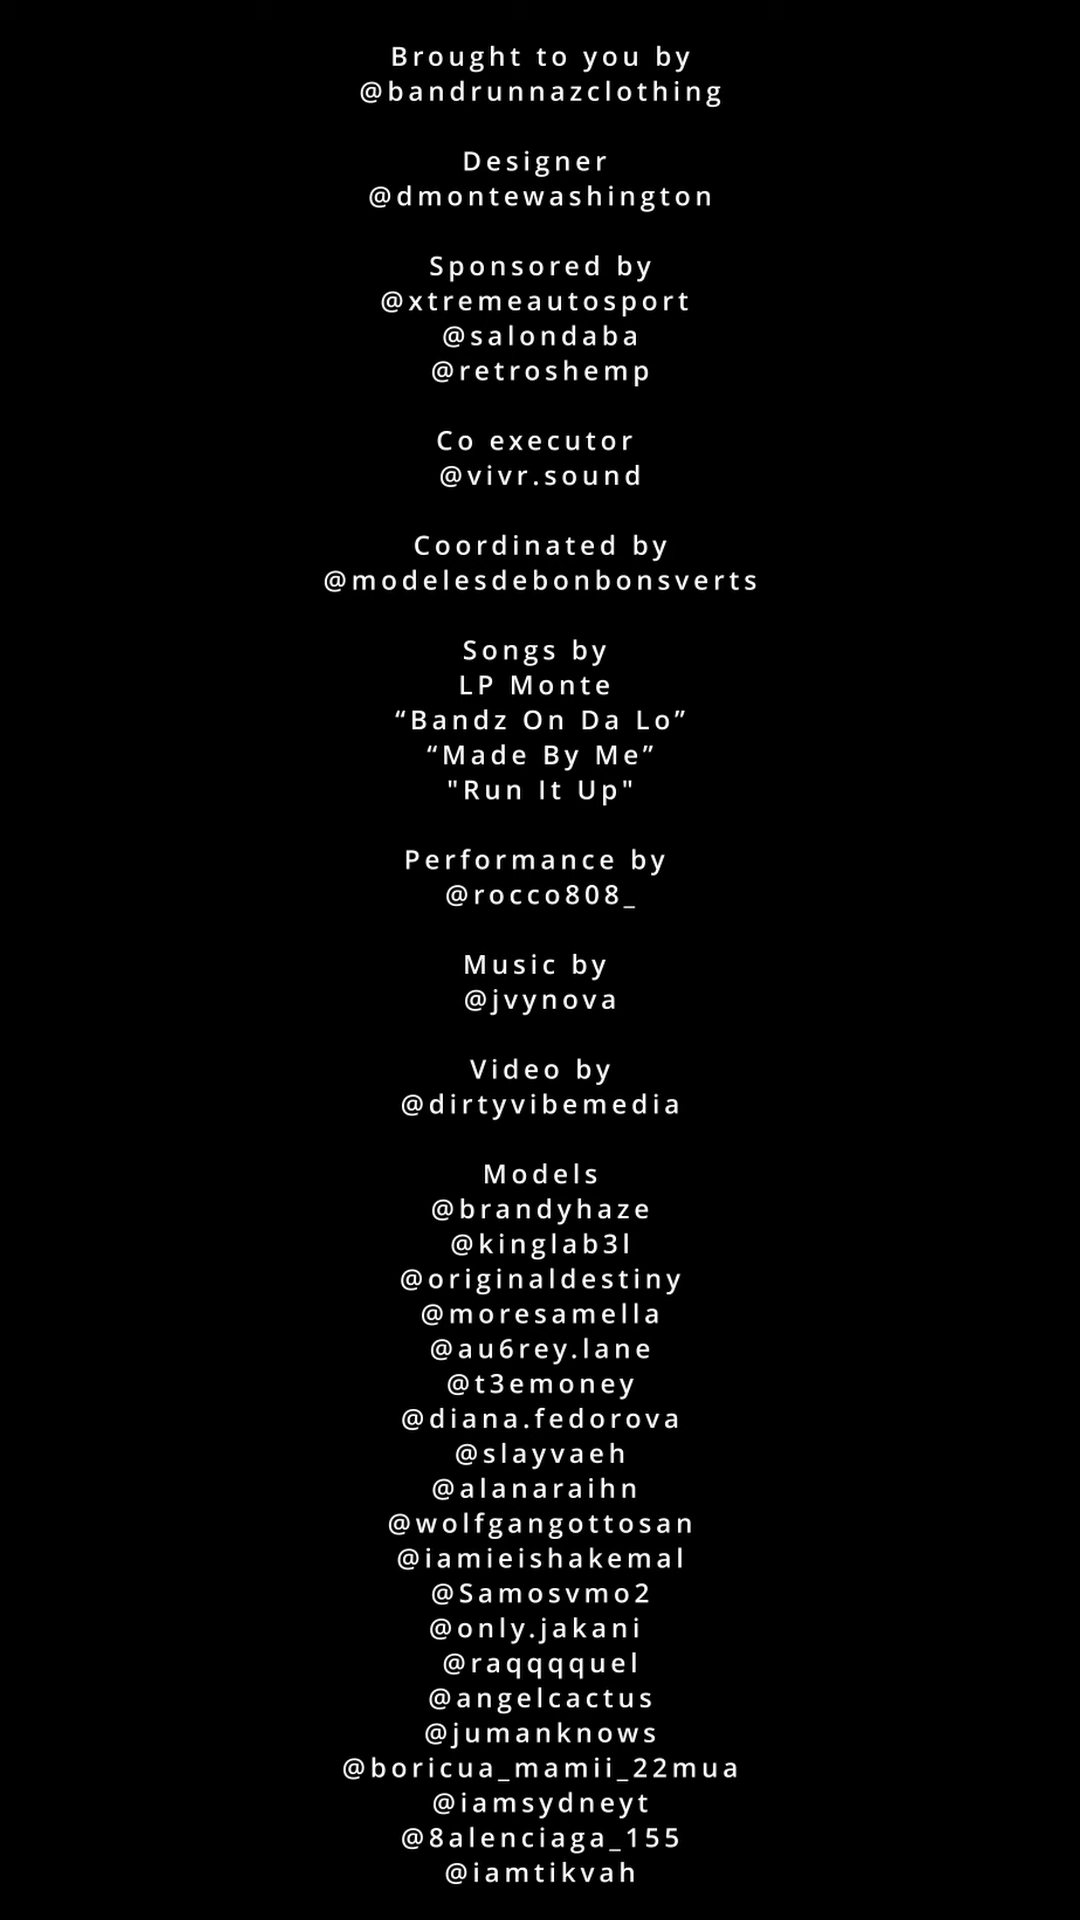 Brought to you by
@bandrunnazclothing
Designer
@dmontewashington
Sponsored by
@xtremeautosport
@salondaba
@retroshemp
Co executor
@vivr.sound
Coordinated by
@modelesdebonbonsverts
Songs by
LP Monte
“Bandz On Da Lo”
“Made By Me”
"Run It Up"
Performance by
@rocco808_
Music by
@jvynova
Video by
@dirtyvibemedia
Models
@brandyhaze
@kinglab3l
@originaldestiny
@moresamella
@au6rey.lane
@t3emoney
@diana.fedorova
@slayvaeh
@alanaraihn
@wolfgangottosan
@iamieishakemal
@Samosvmo2
@only.jakani
@raqqqquel
@angelcactus
@jumanknows
@boricua_mamii_22mua
@iamsydneyt
@8alenciaga_155
@iamtikvah